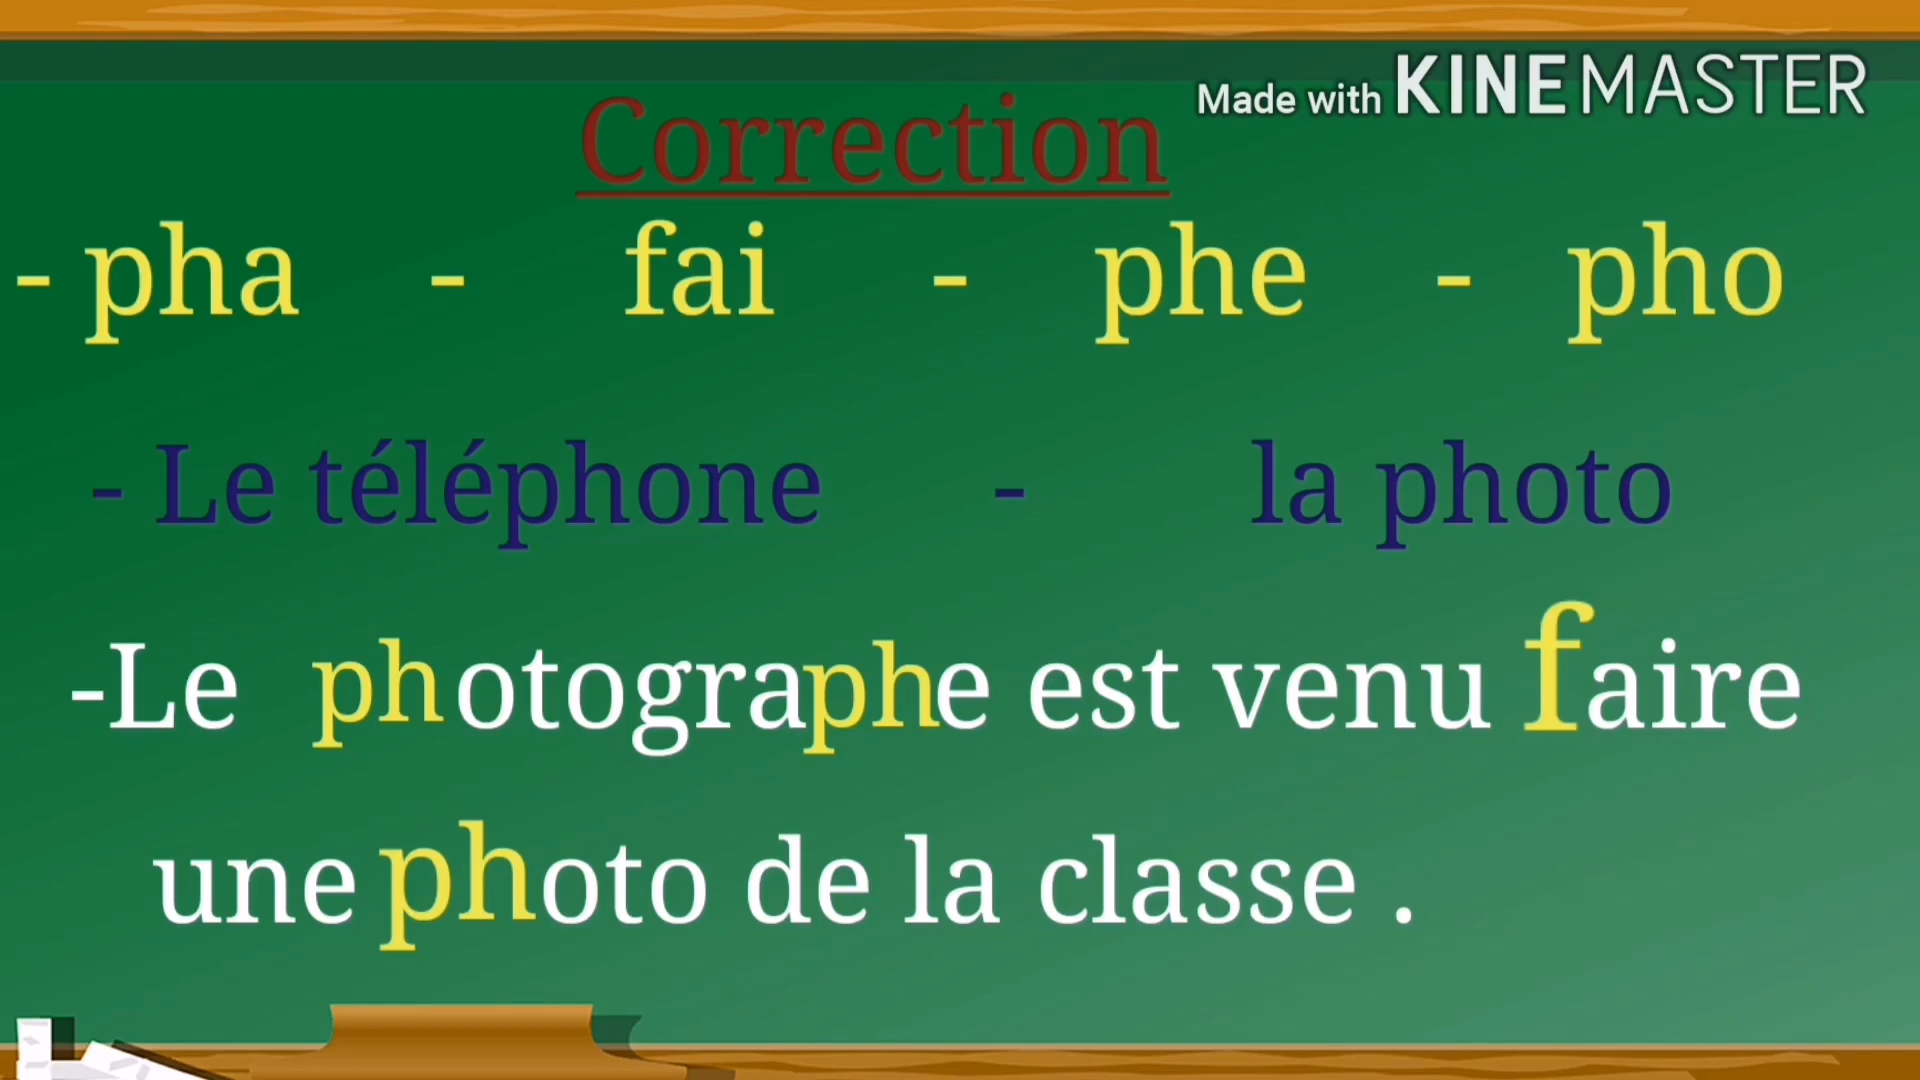 Made with KINEMASTER
Correction
- pha - fai - phe - pho
- Le téléphone - la photo
-Le photographe est venu faire
une photo de la classe .